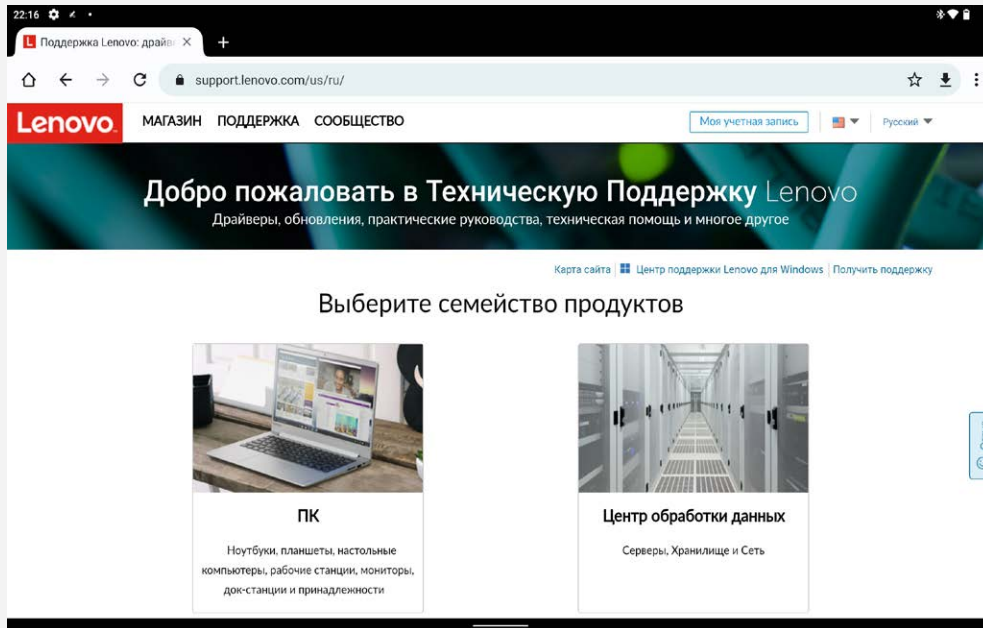 22:16
Поддержка Lenovo: драйв
support.lenovo.com/us/ru/
Lenovo.
МАГАЗИН ПОДДЕРЖКА СООБЩЕСТВО
Моя учетная запись
Русский
Добро пожаловать в Техническую Поддержку Lenovo
Драйверы, обновления, практические руководства, техническая помощь и многое другое
Карта сайта
Центр поддержки Lenovo для Windows
Получить поддержку
Выберите семейство продуктов
ПК
Ноутбуки, планшеты, настольные
компьютеры, рабочие станции, мониторы,
док-станции и принадлежности
Центр обработки данных
Серверы, Хранилище и Сеть